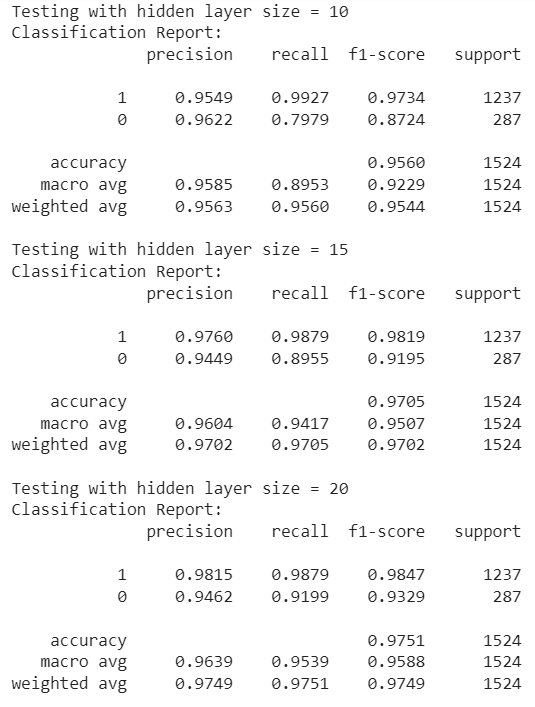 Testing with hidden layer size = 10
Classification Report:
precision recall f1-score support
1 0.9549 0.9927 0.9734 1237
0 0.9622 0.7979 0.8724 287
accuracy 0.9560 1524
macro avg 0.9585 0.8953 0.9229 1524
weighted avg 0.9563 0.9560 0.9544 1524
Testing with hidden layer size = 15
Classification Report:
precision recall f1-score support
1 0.9760 0.9879 0.9819 1237
0 0.9449 0.8955 0.9195 287
accuracy 0.9705 1524
macro avg 0.9604 0.9417 0.9507 1524
weighted avg 0.9702 0.9705 0.9702 1524
Testing with hidden layer size = 20
Classification Report:
precision recall f1-score support
1 0.9815 0.9879 0.9847 1237
0 0.9462 0.9199 0.9329 287
accuracy 0.9751 1524
macro avg 0.9639 0.9539 0.9588 1524
weighted avg 0.9749 0.9751 0.9749 1524